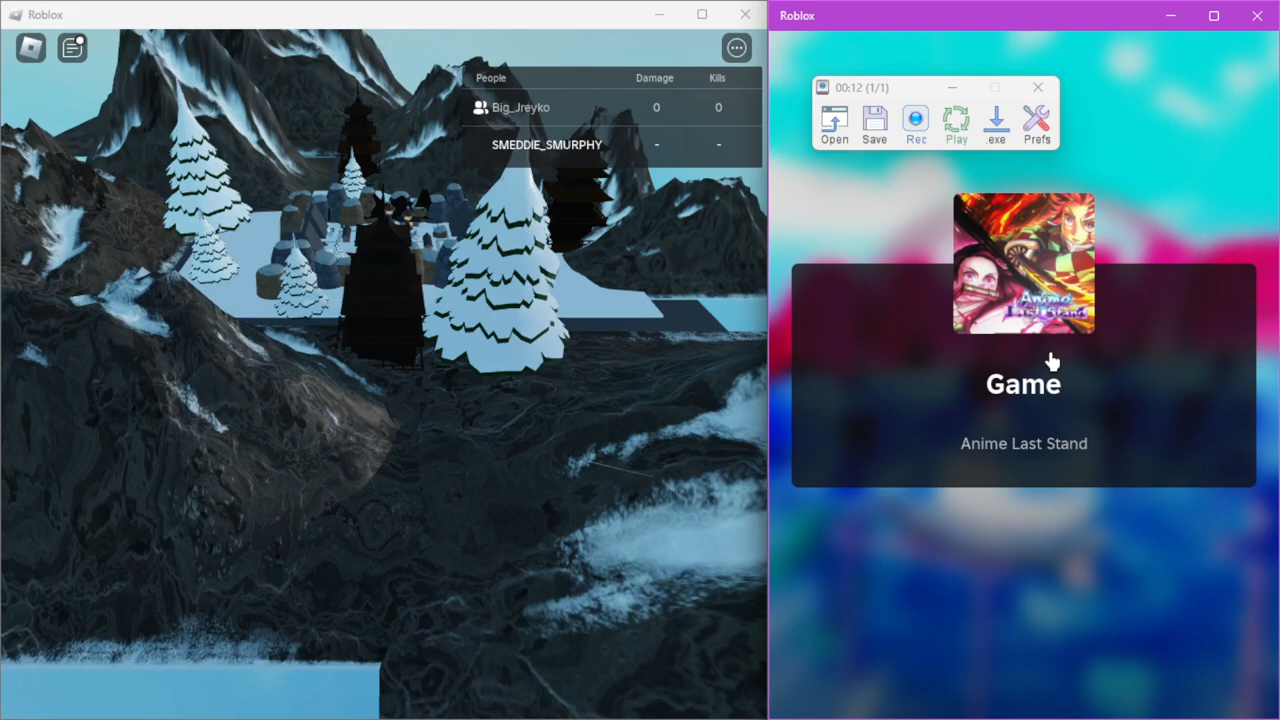 Roblox
People Damage Kills
Big_Jreyko 0 0
SMEDDIE_SMURPHY - -
Roblox
00:12 (1/1)
Open Save Rec Play .exe Prefs
Anime
Last Stand
Game
Anime Last Stand